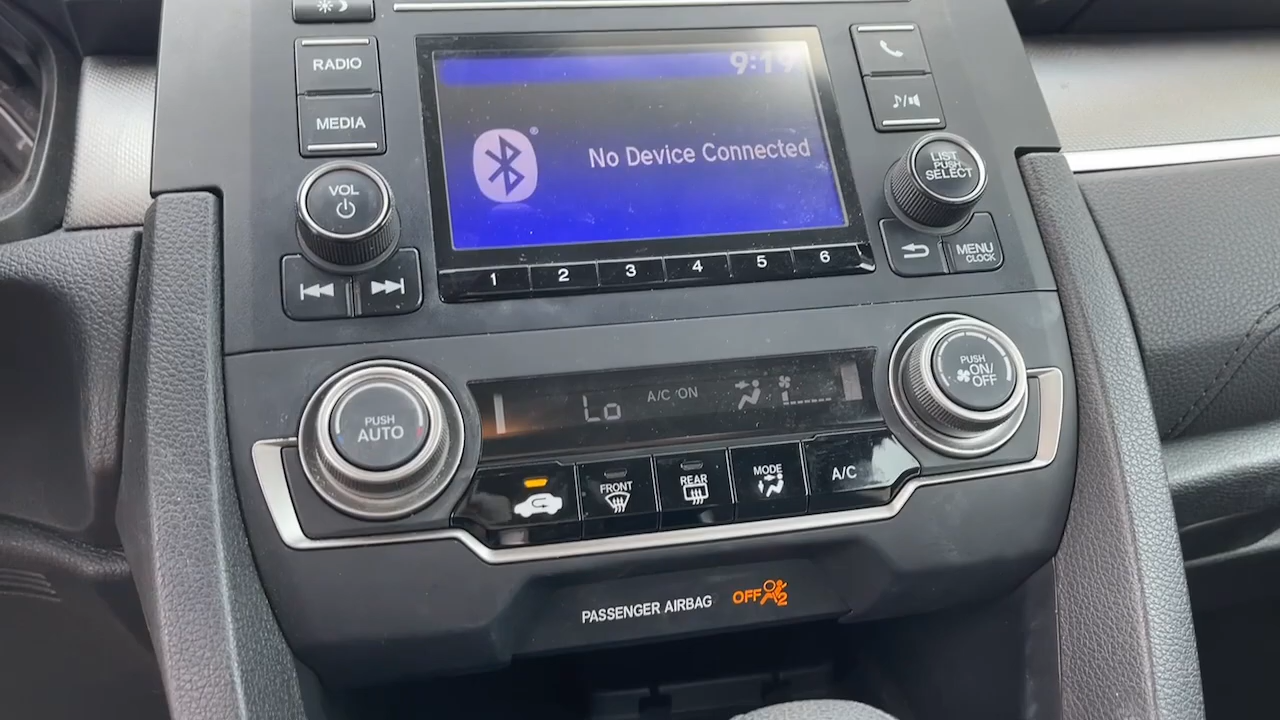 RADIO
MEDIA
VOL
9:19
No Device Connected
1 2 3 4 5 6
LIST
PUSH
SELECT
MENU
CLOCK
PUSH
AUTO
Lo
A/C ON
PUSH
ON/
OFF
FRONT
REAR
MODE
A/C
PASSENGER AIRBAG
OFF
2